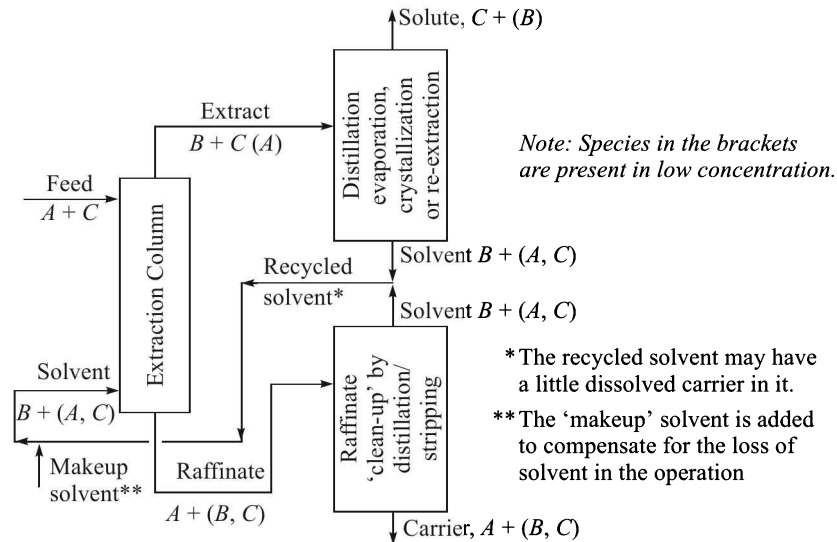 Solute, C + (B)
Distillation
evaporation,
crystallization
or re-extraction
Extract
B + C (A)
Note: Species in the brackets
are present in low concentration.
Feed
A + C
Extraction Column
Solvent B + (A, C)
Recycled
solvent*
Solvent B + (A, C)
Raffinate
'clean-up' by
distillation/
stripping
Solvent
B + (A, C)
Makeup
solvent**
Raffinate
A + (B, C)
Carrier, A + (B, C)
* The recycled solvent may have
a little dissolved carrier in it.
** The ‘makeup’ solvent is added
to compensate for the loss of
solvent in the operation